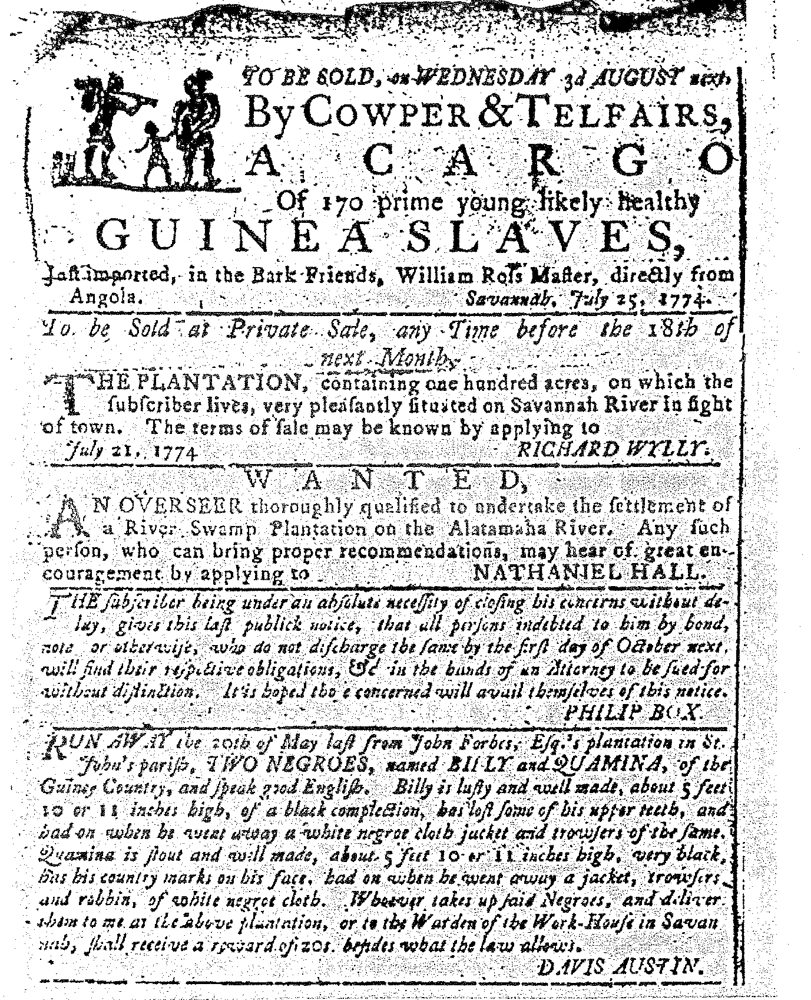 TO BE SOLD, on WEDNESDAY 3d AUGUST next,
By COWPER & TELFAIRS,
A CARGO
Of 170 prime young likely healthy
GUINEA SLAVES,
Juſt imported, in the Bark Friends, William Roſs Maſter, directly from
Angola. Savannah, July 25, 1774.
To be Sold at Private Sale, any Time before the 18th of
next Month,
THE PLANTATION, containing one hundred acres, on which the
ſubſcriber lives, very pleaſantly ſituated on Savannah River in ſight
of town. The terms of ſale may be known by applying to
July 21, 1774 RICHARD WYLLY.
WANTED,
AN OVERSEER thoroughly qualified to undertake the ſettlement of
a River Swamp Plantation on the Alatamaha River. Any ſuch
perſon, who can bring proper recommendations, may hear of great en-
couragement by applying to NATHANIEL HALL.
THE ſubſcriber being under an abſolute neceſſity of cloſing his concerns without de-
lay, gives this laſt publick notice, that all perſons indebted to him by bond,
note or otherwiſe, who do not diſcharge the ſame by the firſt day of October next,
will find their reſpective obligations, &c in the hands of an Attorney to be ſued for
without diſtinction. It is hoped tho e concerned will avail themſelves of this notice.
PHILIP BOX.
RUN AWAY the 20th of May laſt from John Forbes, Eſq.'s plantation in St.
John's pariſh, TWO NEGROES, named BILLY and QUAMINA, of the
Guiney Country, and ſpeak good Engliſh. Billy is luſty and well made, about 5 feet
10 or 11 inches high, of a black complection, has loſt ſome of his upper teeth, and
had on when he went away a white negroe cloth jacket and trowſers of the ſame.
Quamina is ſtout and well made, about 5 feet 10 or 11 inches high, very black,
has his country marks on his face, had on when he went away a jacket, trowſers,
and robbin, of white negroe cloth. Whoever takes up ſaid Negroes, and deliver
them to me at the above plantation, or to the Warden of the Work-Houſe in Savan
nah, ſhall receive a reward of 20s. beſides what the law allows.
DAVIS AUSTIN.